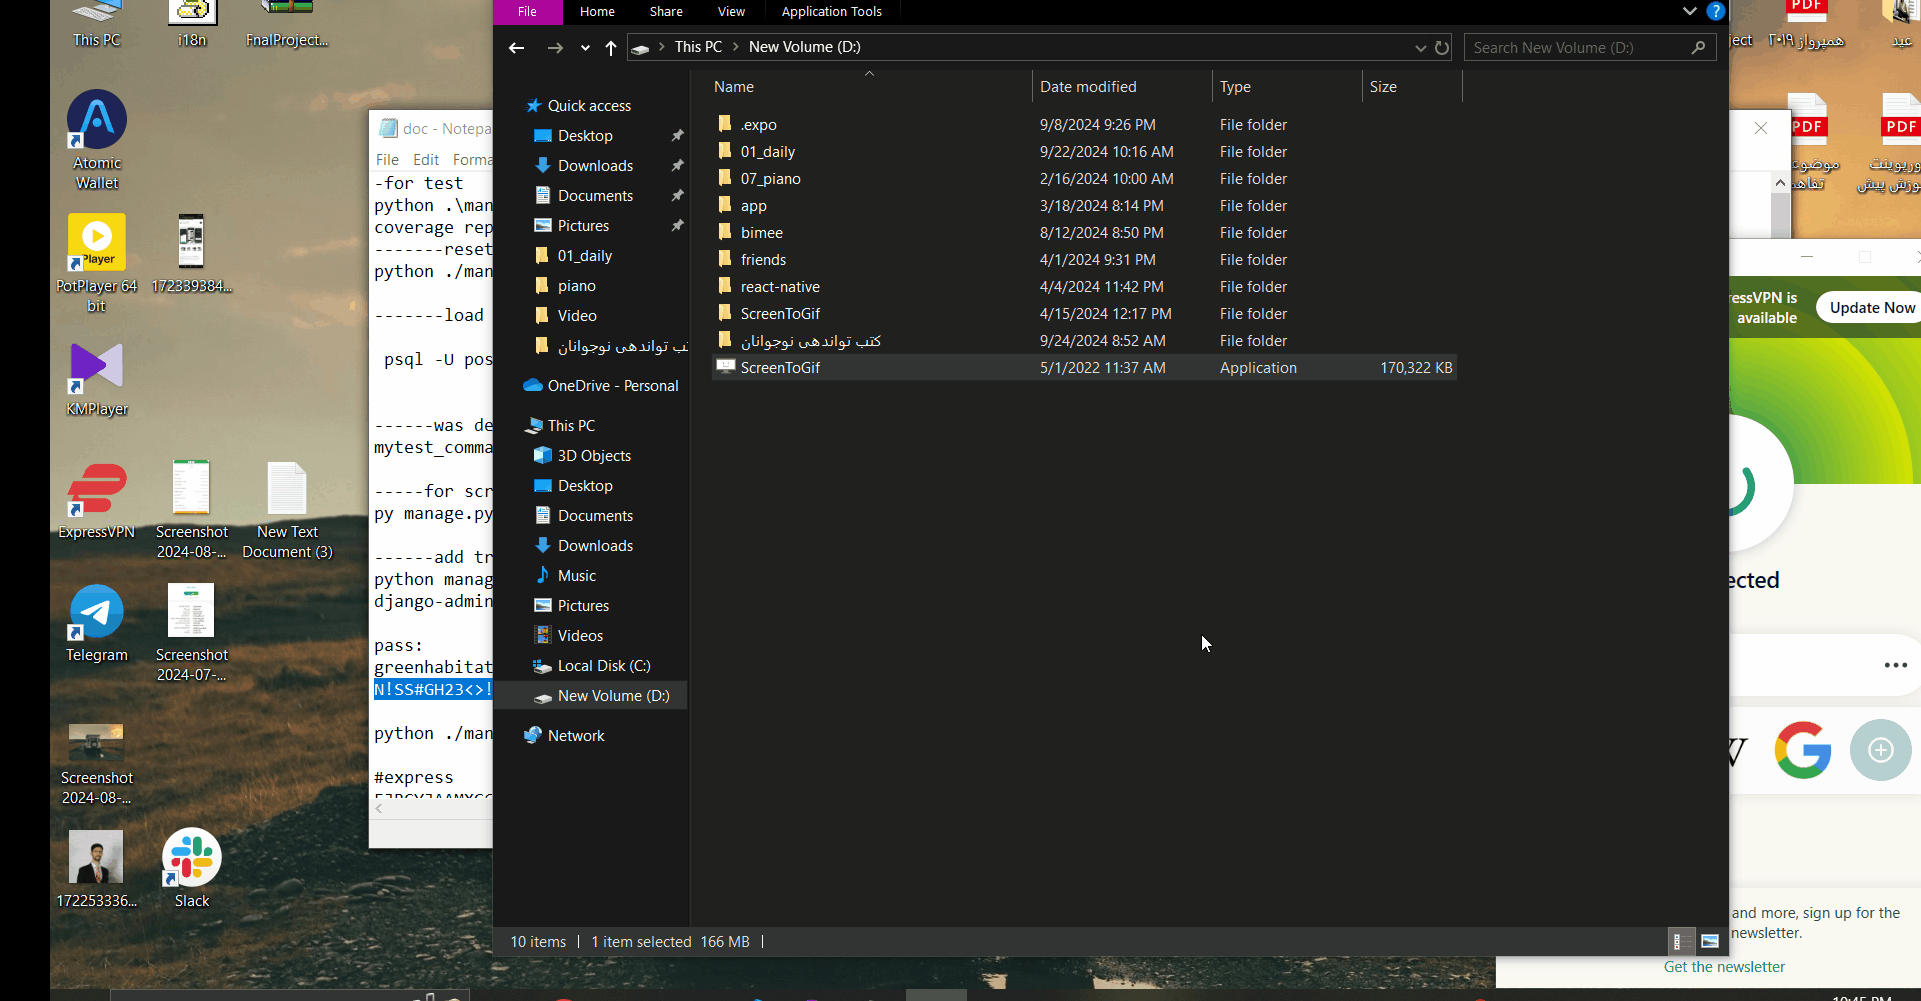 This PC
i18n
FnalProject...
Atomic
Wallet
PotPlayer 64
bit
172339384...
KMPlayer
ExpressVPN
Screenshot
2024-08-...
New Text
Document (3)
Telegram
Screenshot
2024-07-...
Screenshot
2024-08-...
172253336...
Slack
doc - Notepa
File Edit Forma
-for test
python .\man
coverage rep
-------reset
python ./man
-------load
psql -U pos
------was de
mytest_comma
-----for scr
py manage.py
------add tr
python manag
django-admin
pass:
greenhabitat
N!SS#GH23<>!
python ./man
#express
File Home Share View Application Tools
This PC > New Volume (D:)
Search New Volume (D:)
Quick access
Desktop
Downloads
Documents
Pictures
01_daily
piano
Video
تب تواندهی نوجوانان
OneDrive - Personal
This PC
3D Objects
Desktop
Documents
Downloads
Music
Pictures
Videos
Local Disk (C:)
New Volume (D:)
Network
Name Date modified Type Size
.expo 9/8/2024 9:26 PM File folder
01_daily 9/22/2024 10:16 AM File folder
07_piano 2/16/2024 10:00 AM File folder
app 3/18/2024 8:14 PM File folder
bimee 8/12/2024 8:50 PM File folder
friends 4/1/2024 9:31 PM File folder
react-native 4/4/2024 11:42 PM File folder
ScreenToGif 4/15/2024 12:17 PM File folder
کتب تواندهی نوجوانان 9/24/2024 8:52 AM File folder
ScreenToGif 5/1/2022 11:37 AM Application 170,322 KB
10 items | 1 item selected 166 MB |
PDF
ject
همپرواز ۲۰۱۹
عید
PDF
PDF
موضوع
تفاهم
ورپوینت
وزش پیش
ressVPN is
available
Update Now
ected
G
and more, sign up for the
newsletter.
Get the newsletter
10:45 PM